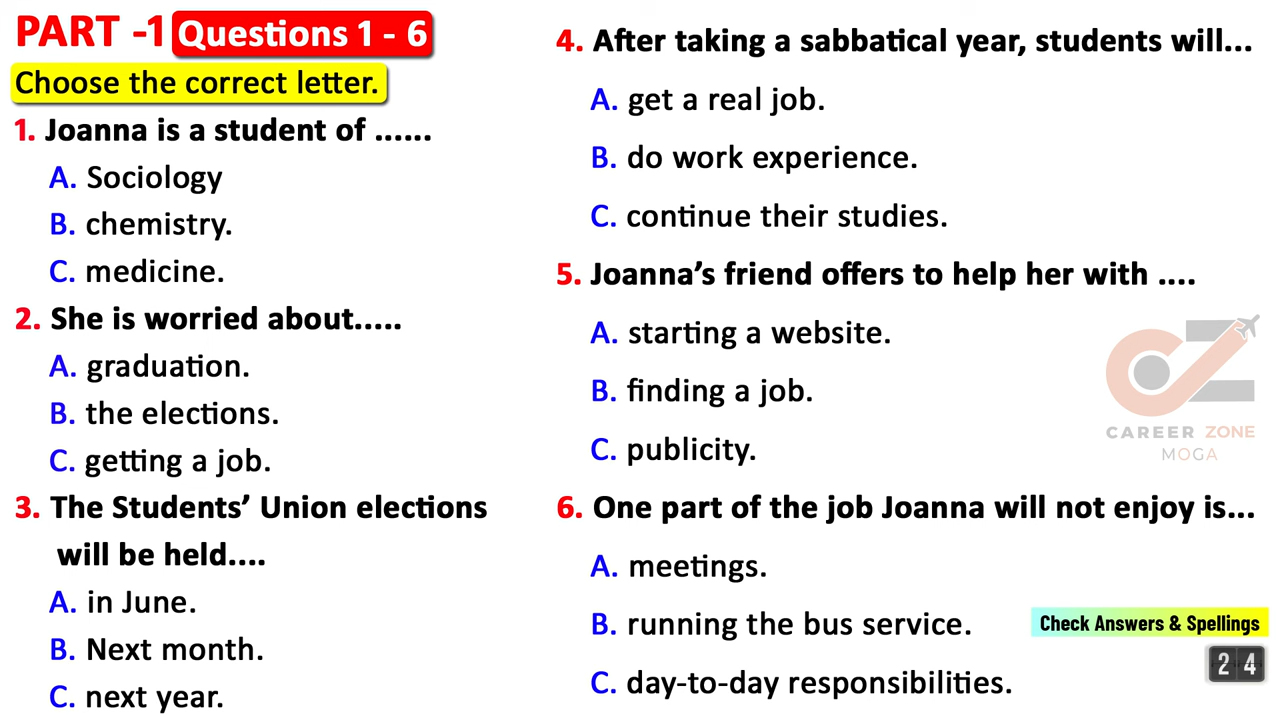 PART -1 Questions 1 - 6
Choose the correct letter.
1. Joanna is a student of ......
A. Sociology
B. chemistry.
C. medicine.
2. She is worried about.....
A. graduation.
B. the elections.
C. getting a job.
3. The Students’ Union elections
will be held....
A. in June.
B. Next month.
C. next year.
4. After taking a sabbatical year, students will...
A. get a real job.
B. do work experience.
C. continue their studies.
5. Joanna’s friend offers to help her with ....
A. starting a website.
B. finding a job.
C. publicity.
6. One part of the job Joanna will not enjoy is...
A. meetings.
B. running the bus service.
C. day-to-day responsibilities.
CAREER ZONE
MOGA
Check Answers & Spellings
24